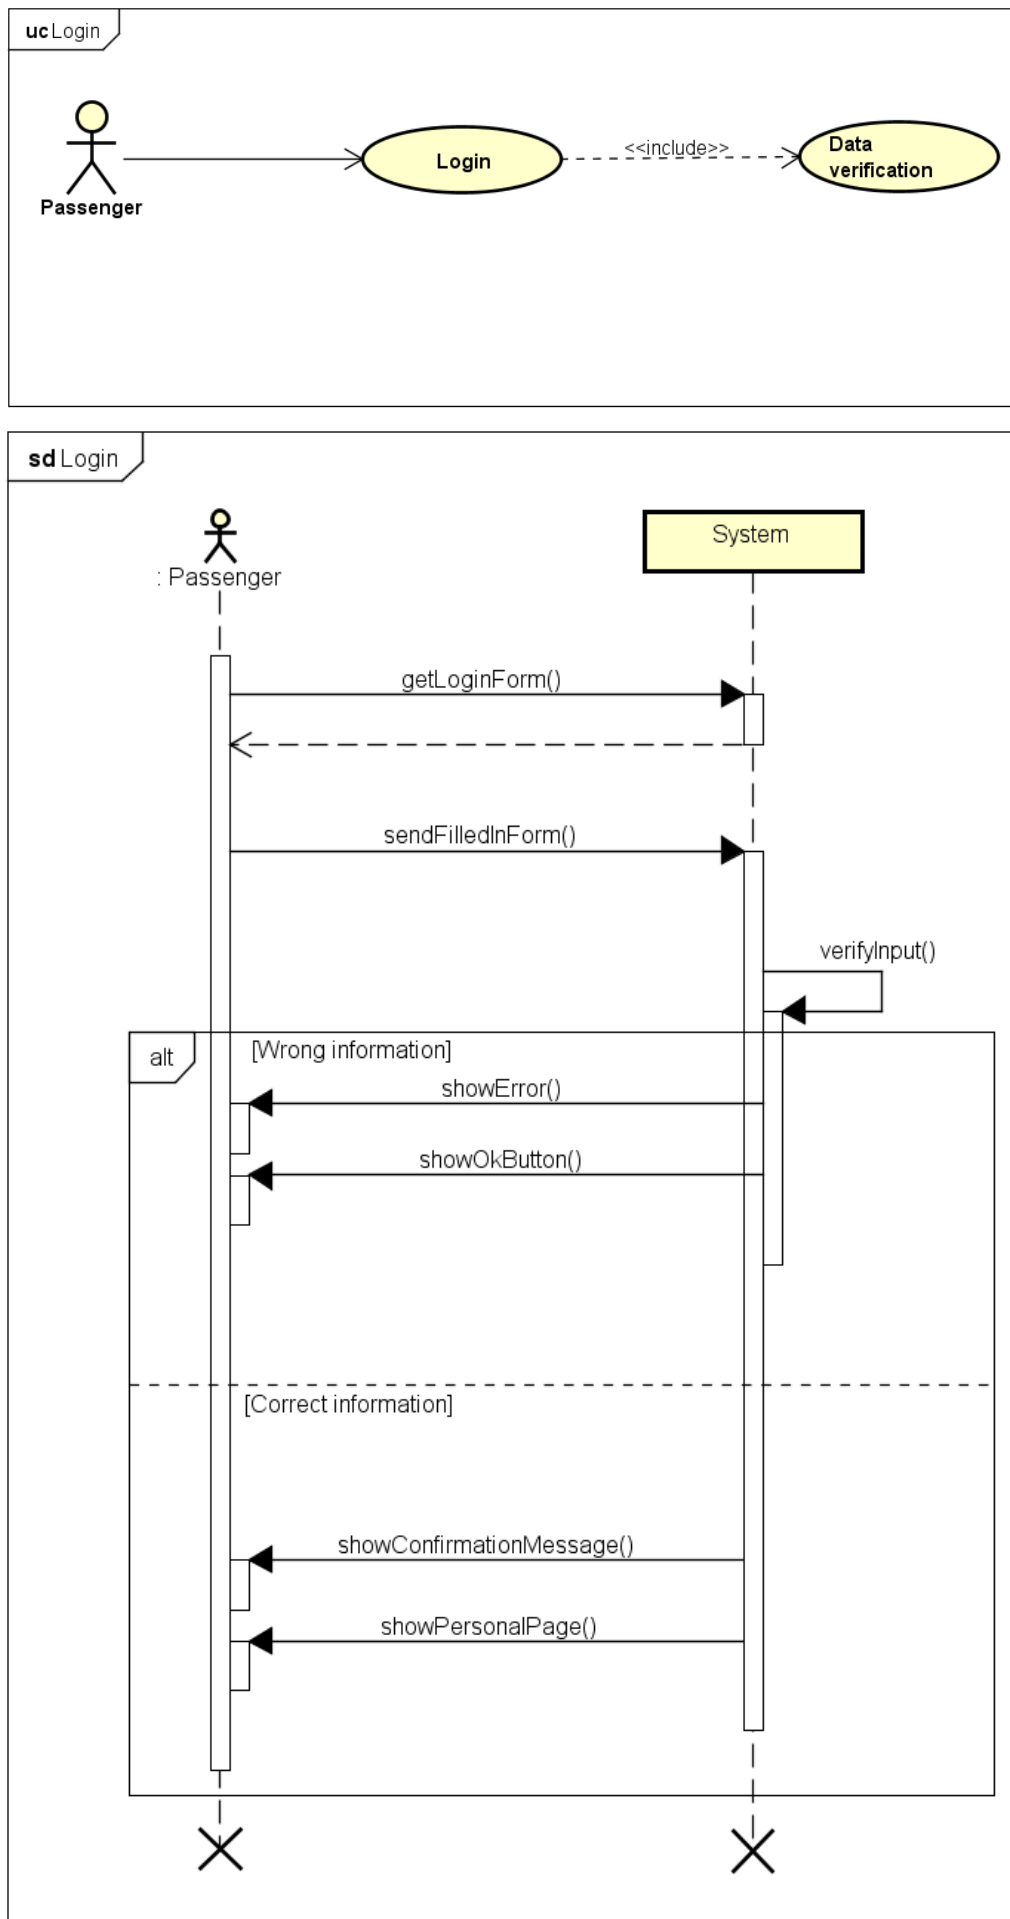 uc Login
Passenger
Login
<<include>>
Data
verification
sd Login
: Passenger
System
getLoginForm()
sendFilledInForm()
verifyInput()
alt
[Wrong information]
showError()
showOkButton()
[Correct information]
showConfirmationMessage()
showPersonalPage()